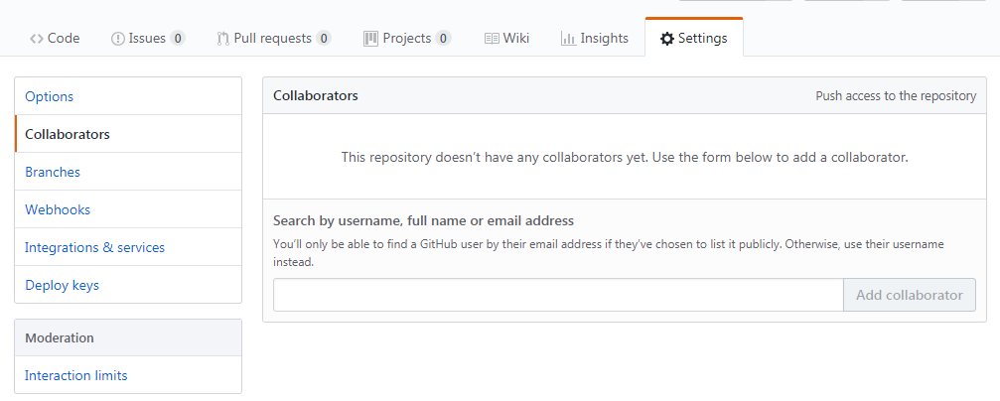 Code Issues 0 Pull requests 0 Projects 0 Wiki Insights Settings
Options
Collaborators
Branches
Webhooks
Integrations & services
Deploy keys
Moderation
Interaction limits
Collaborators Push access to the repository
This repository doesn't have any collaborators yet. Use the form below to add a collaborator.
Search by username, full name or email address
You'll only be able to find a GitHub user by their email address if they've chosen to list it publicly. Otherwise, use their username
instead.
Add collaborator